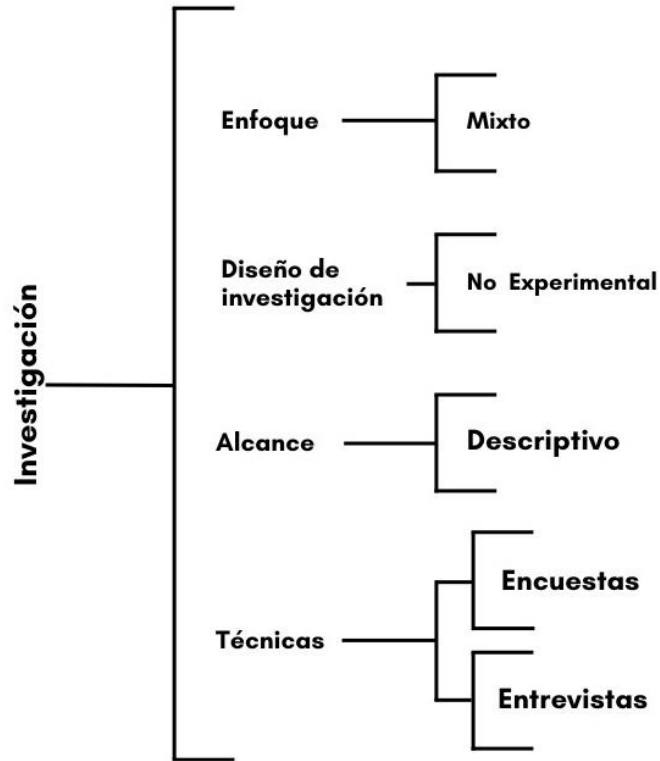 Investigación
Enfoque
Mixto
Diseño de
investigación
No Experimental
Alcance
Descriptivo
Técnicas
Encuestas
Entrevistas